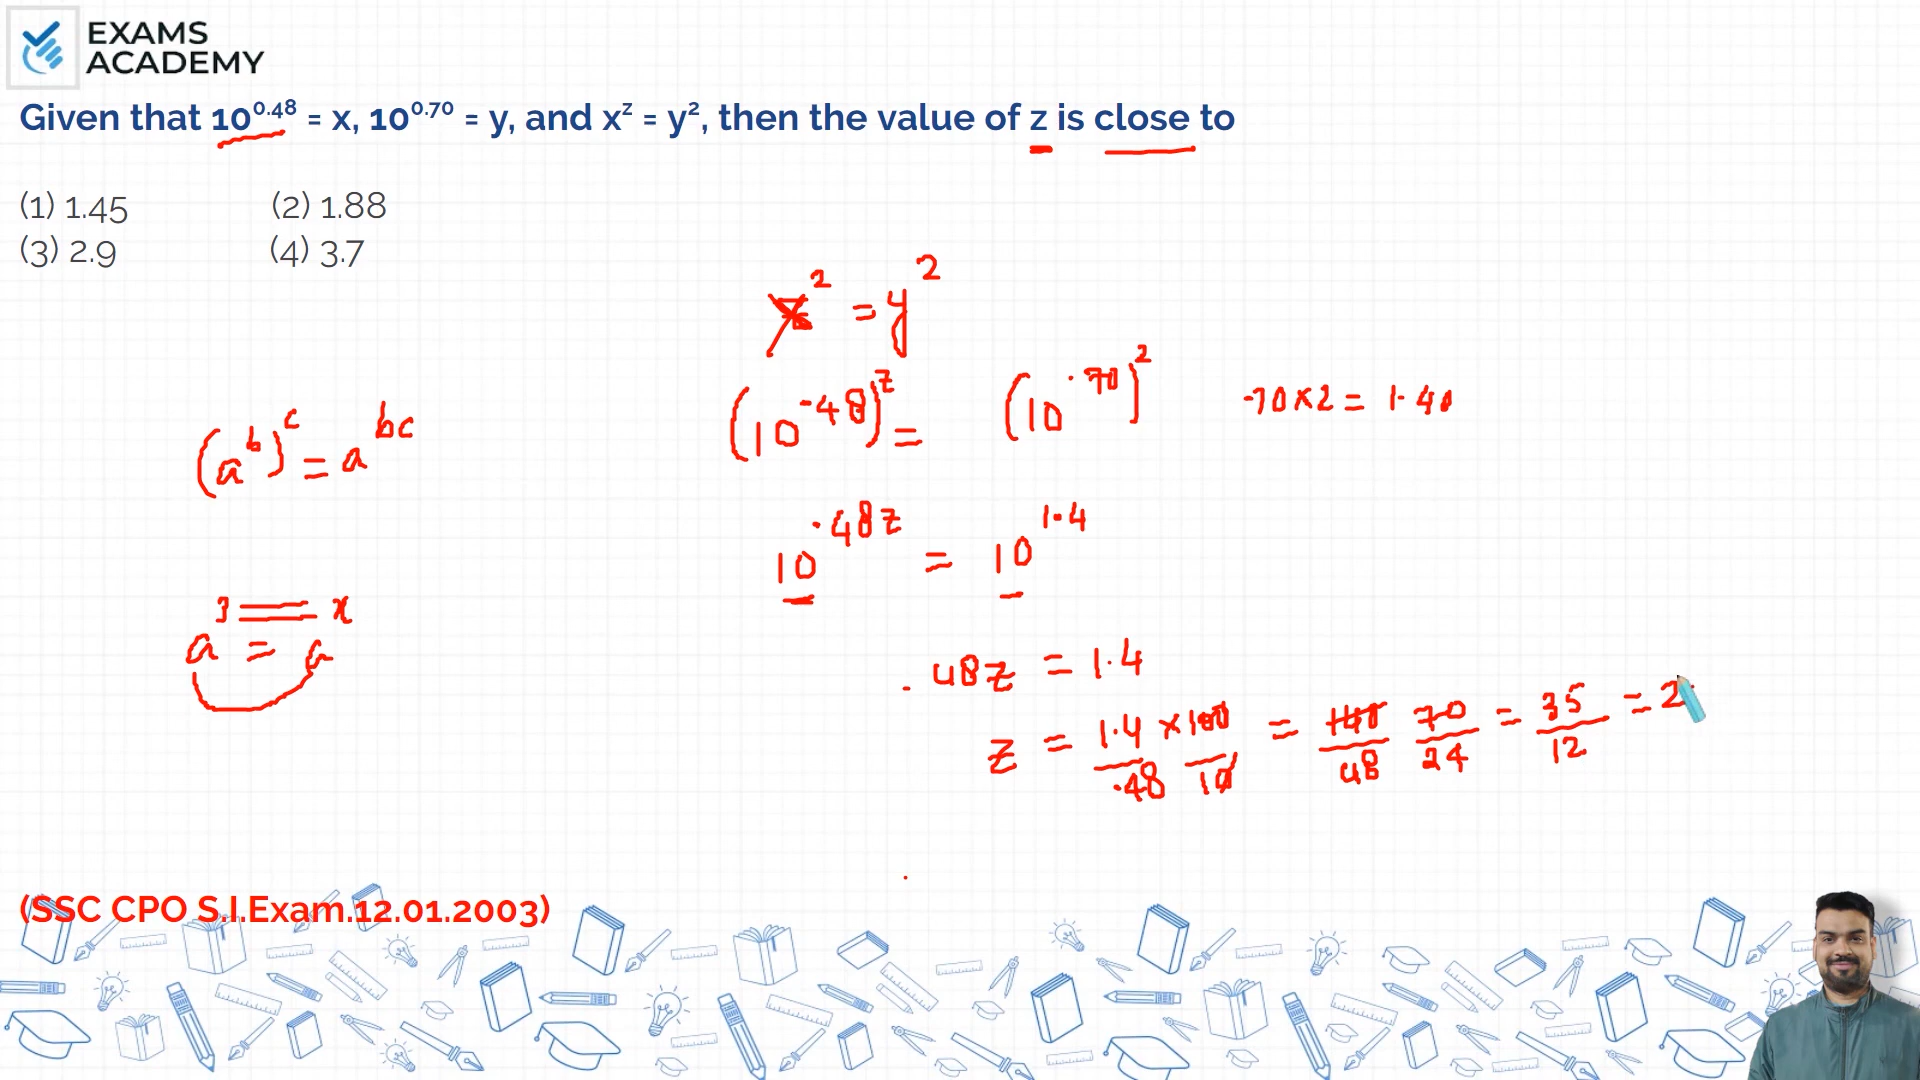 EXAMS
ACADEMY
Given that 10^0.48 = x, 10^0.70 = y, and x^z = y^2, then the value of z is close to
(1) 1.45 (2) 1.88
(3) 2.9 (4) 3.7
= y^2
(10^.48)^z = (10^.70)^2 .70×2 = 1.40
(a^b)^c = a^bc
10^.48z = 10^1.4
a^3 = a^x
.48z = 1.4
z = 1.4/.48 × 100/10 = 140/48 70/24 = 35/12 = 2.
(SSC CPO S.I.Exam.12.01.2003)